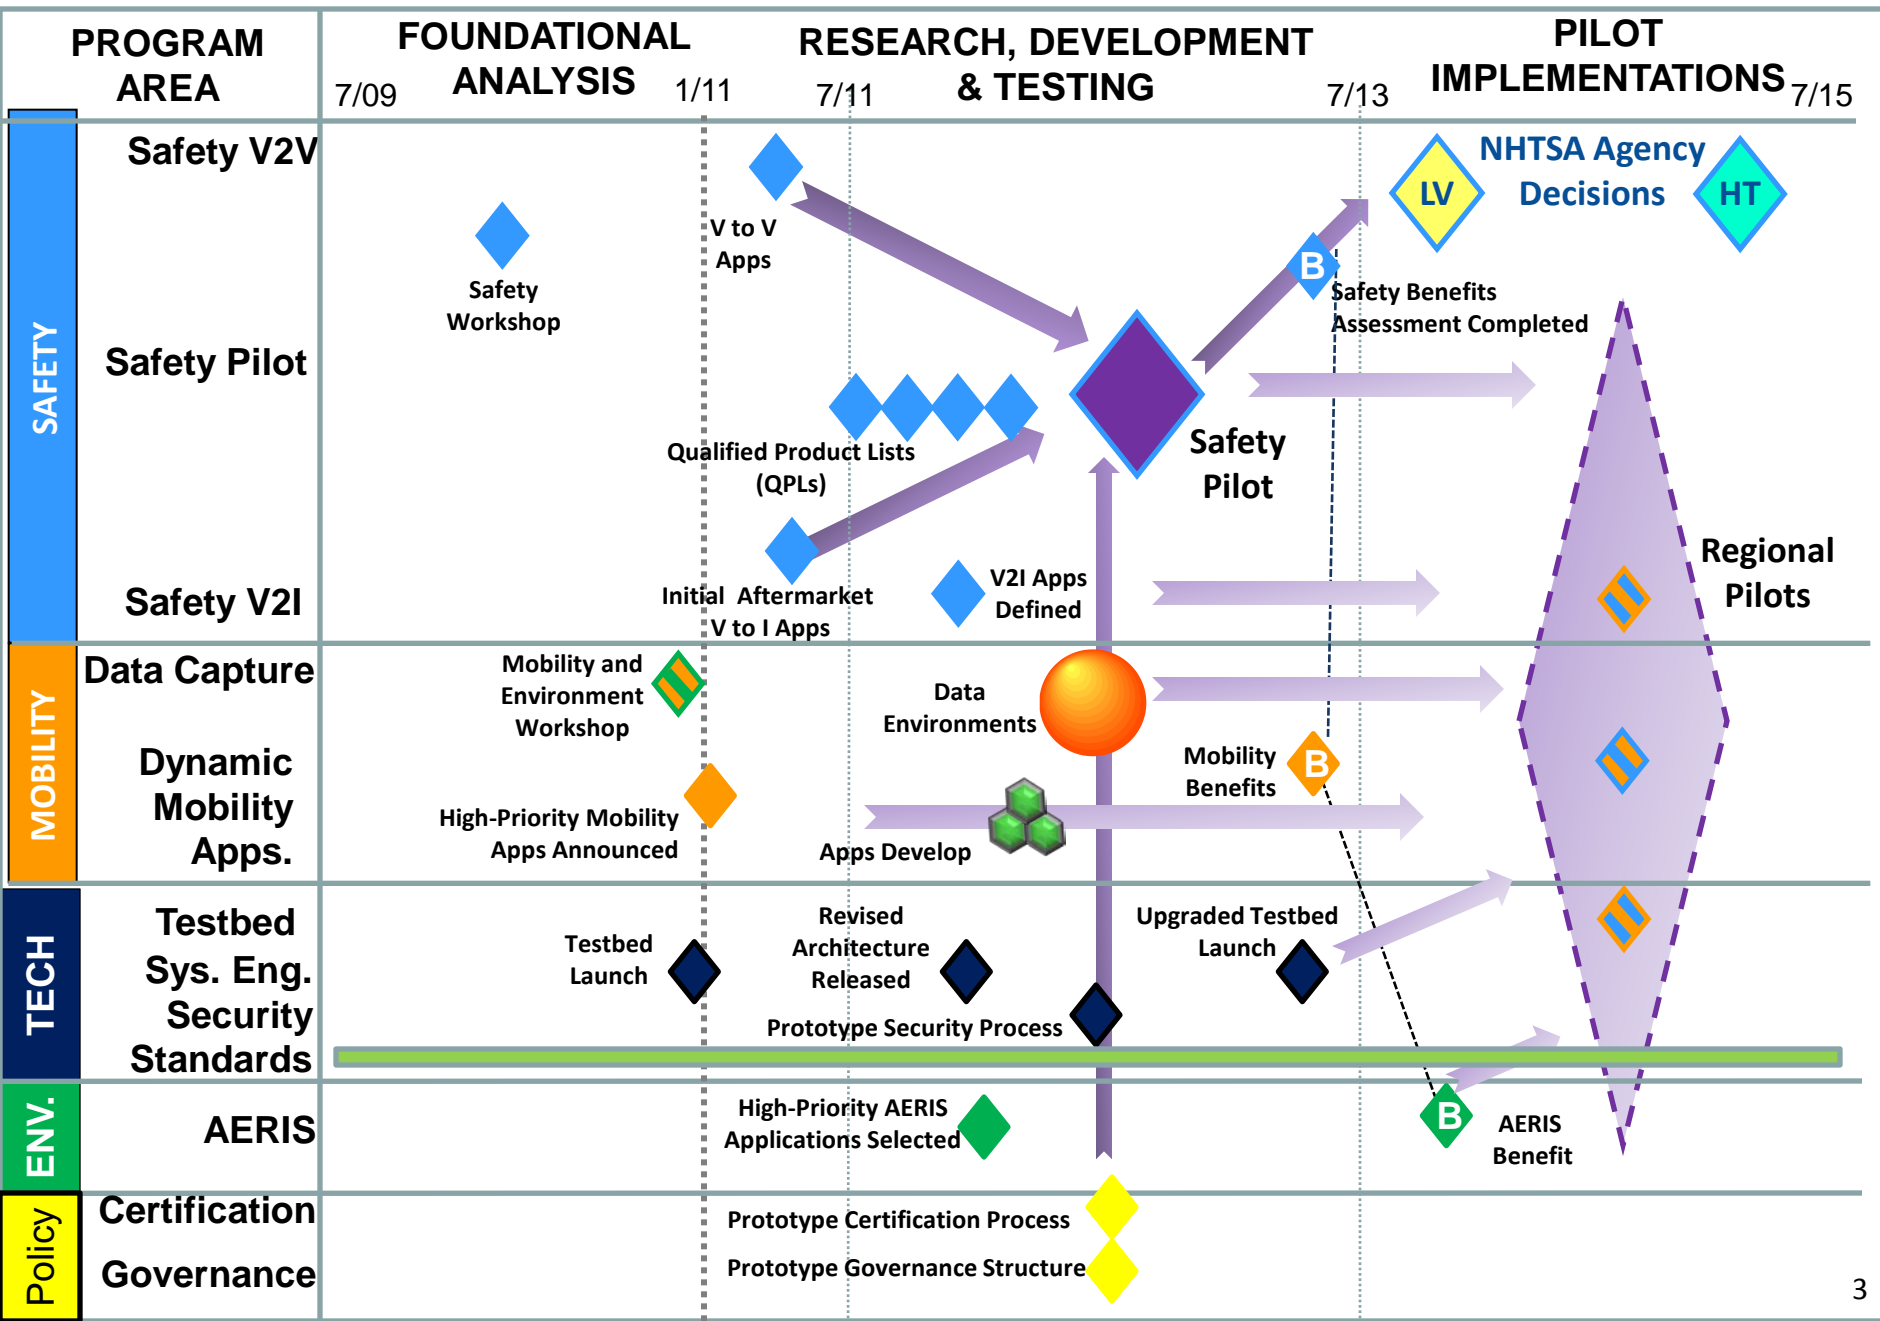 PROGRAM
AREA
FOUNDATIONAL
ANALYSIS
RESEARCH, DEVELOPMENT
& TESTING
PILOT
IMPLEMENTATIONS
7/09
1/11
7/11
7/13
7/15
SAFETY
Safety V2V
Safety Pilot
Safety V2I
Safety
Workshop
V to V
Apps
NHTSA Agency
Decisions
LV
HT
B
Safety Benefits
Assessment Completed
Qualified Product Lists
(QPLs)
Safety
Pilot
Initial Aftermarket
V to I Apps
V2I Apps
Defined
Regional
Pilots
MOBILITY
Data Capture
Dynamic
Mobility
Apps.
Mobility and
Environment
Workshop
Data
Environments
High-Priority Mobility
Apps Announced
Apps Develop
Mobility
Benefits
B
TECH
Testbed
Sys. Eng.
Security
Standards
Testbed
Launch
Revised
Architecture
Released
Prototype Security Process
Upgraded Testbed
Launch
ENV.
AERIS
High-Priority AERIS
Applications Selected
B
AERIS
Benefit
Policy
Certification
Governance
Prototype Certification Process
Prototype Governance Structure
3